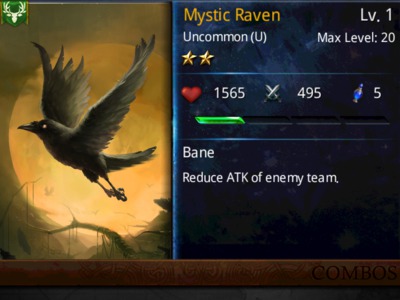 Mystic Raven Lv. 1
Uncommon (U) Max Level: 20
1565 495 5
Bane
Reduce ATK of enemy team.
COMBOS